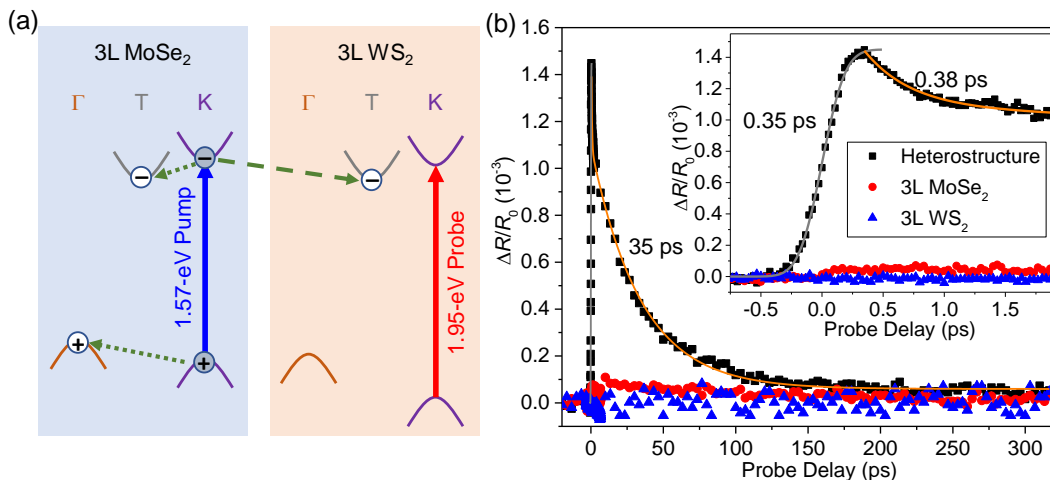 (a)
3L MoSe2
3L WS2
Γ T K
Γ T K
−
−
−
+
+
1.57-eV Pump
1.95-eV Probe
(b)
ΔR/R0 (10-3)
1.6
1.4
1.2
1.0
0.8
0.6
0.4
0.2
0.0
0 50 100 150 200 250 300
Probe Delay (ps)
35 ps
ΔR/R0 (10-3)
1.4
1.2
1.0
0.8
0.6
0.4
0.2
0.0
-0.5 0.0 0.5 1.0 1.5
Probe Delay (ps)
0.35 ps
0.38 ps
Heterostructure
3L MoSe2
3L WS2